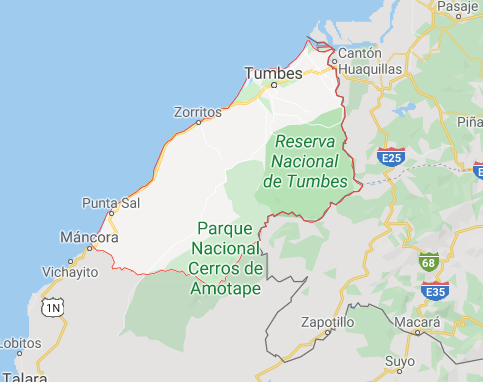 Pasaje
Cantón
Huaquillas
Tumbes
Zorritos
Piña
Reserva
Nacional
de Tumbes
E25
Punta Sal
Parque
Nacional
Cerros de
Amotape
Máncora
Vichayito
68
E35
1N
Zapotillo
Macará
Lobitos
Suyo
Talara